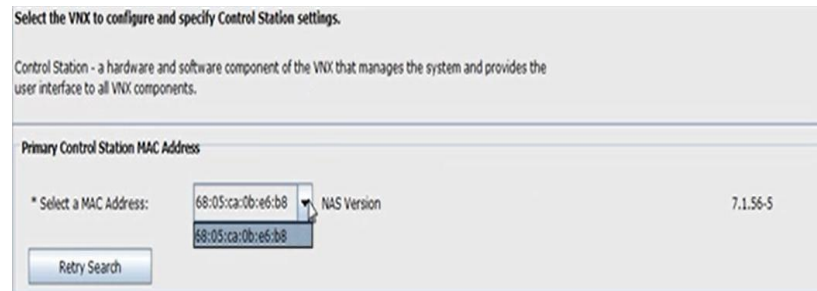 Select the VNX to configure and specify Control Station settings.
Control Station - a hardware and software component of the VNX that manages the system and provides the
user interface to all VNX components.
Primary Control Station MAC Address
* Select a MAC Address: 68:05:ca:0b:e6:b8 NAS Version 7.1.56-5
68:05:ca:0b:e6:b8
Retry Search